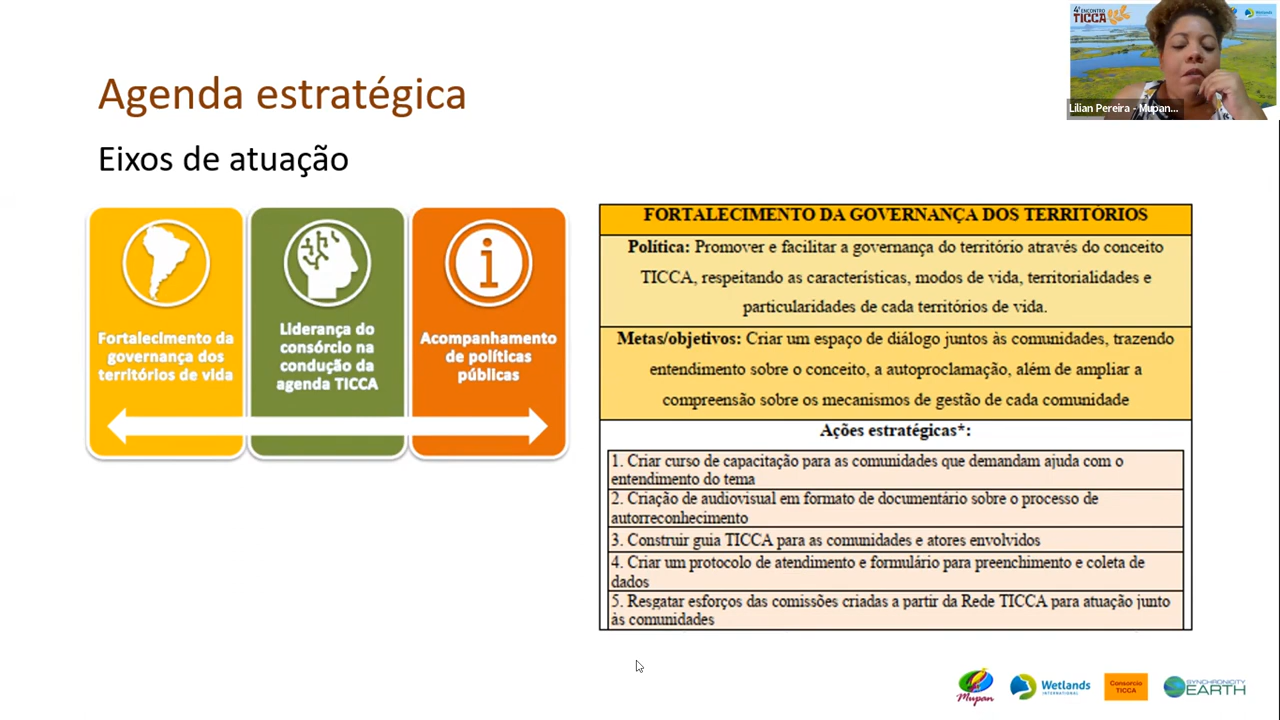 Agenda estratégica
Eixos de atuação
Fortalecimento da
governança dos
territórios de vida
Liderança do
consórcio na
condução da
agenda TICCA
Acompanhamento
de políticas
públicas
FORTALECIMENTO DA GOVERNANÇA DOS TERRITÓRIOS
Política: Promover e facilitar a governança do território através do conceito
TICCA, respeitando as características, modos de vida, territorialidades e
particularidades de cada territórios de vida.
Metas/objetivos: Criar um espaço de diálogo juntos às comunidades, trazendo
entendimento sobre o conceito, a autoproclamação, além de ampliar a
compreensão sobre os mecanismos de gestão de cada comunidade
Ações estratégicas*:
1. Criar curso de capacitação para as comunidades que demandam ajuda com o
entendimento do tema
2. Criação de audiovisual em formato de documentário sobre o processo de
autorreconhecimento
3. Construir guia TICCA para as comunidades e atores envolvidos
4. Criar um protocolo de atendimento e formulário para preenchimento e coleta de
dados
5. Resgatar esforços das comissões criadas a partir da Rede TICCA para atuação junto
às comunidades
4º ENCONTRO
TICCA
Wetlands
Lilian Pereira - Mupan...
Mupan
Wetlands
INTERNATIONAL
Consorcio
TICCA
SYNCHRONICITY
EARTH